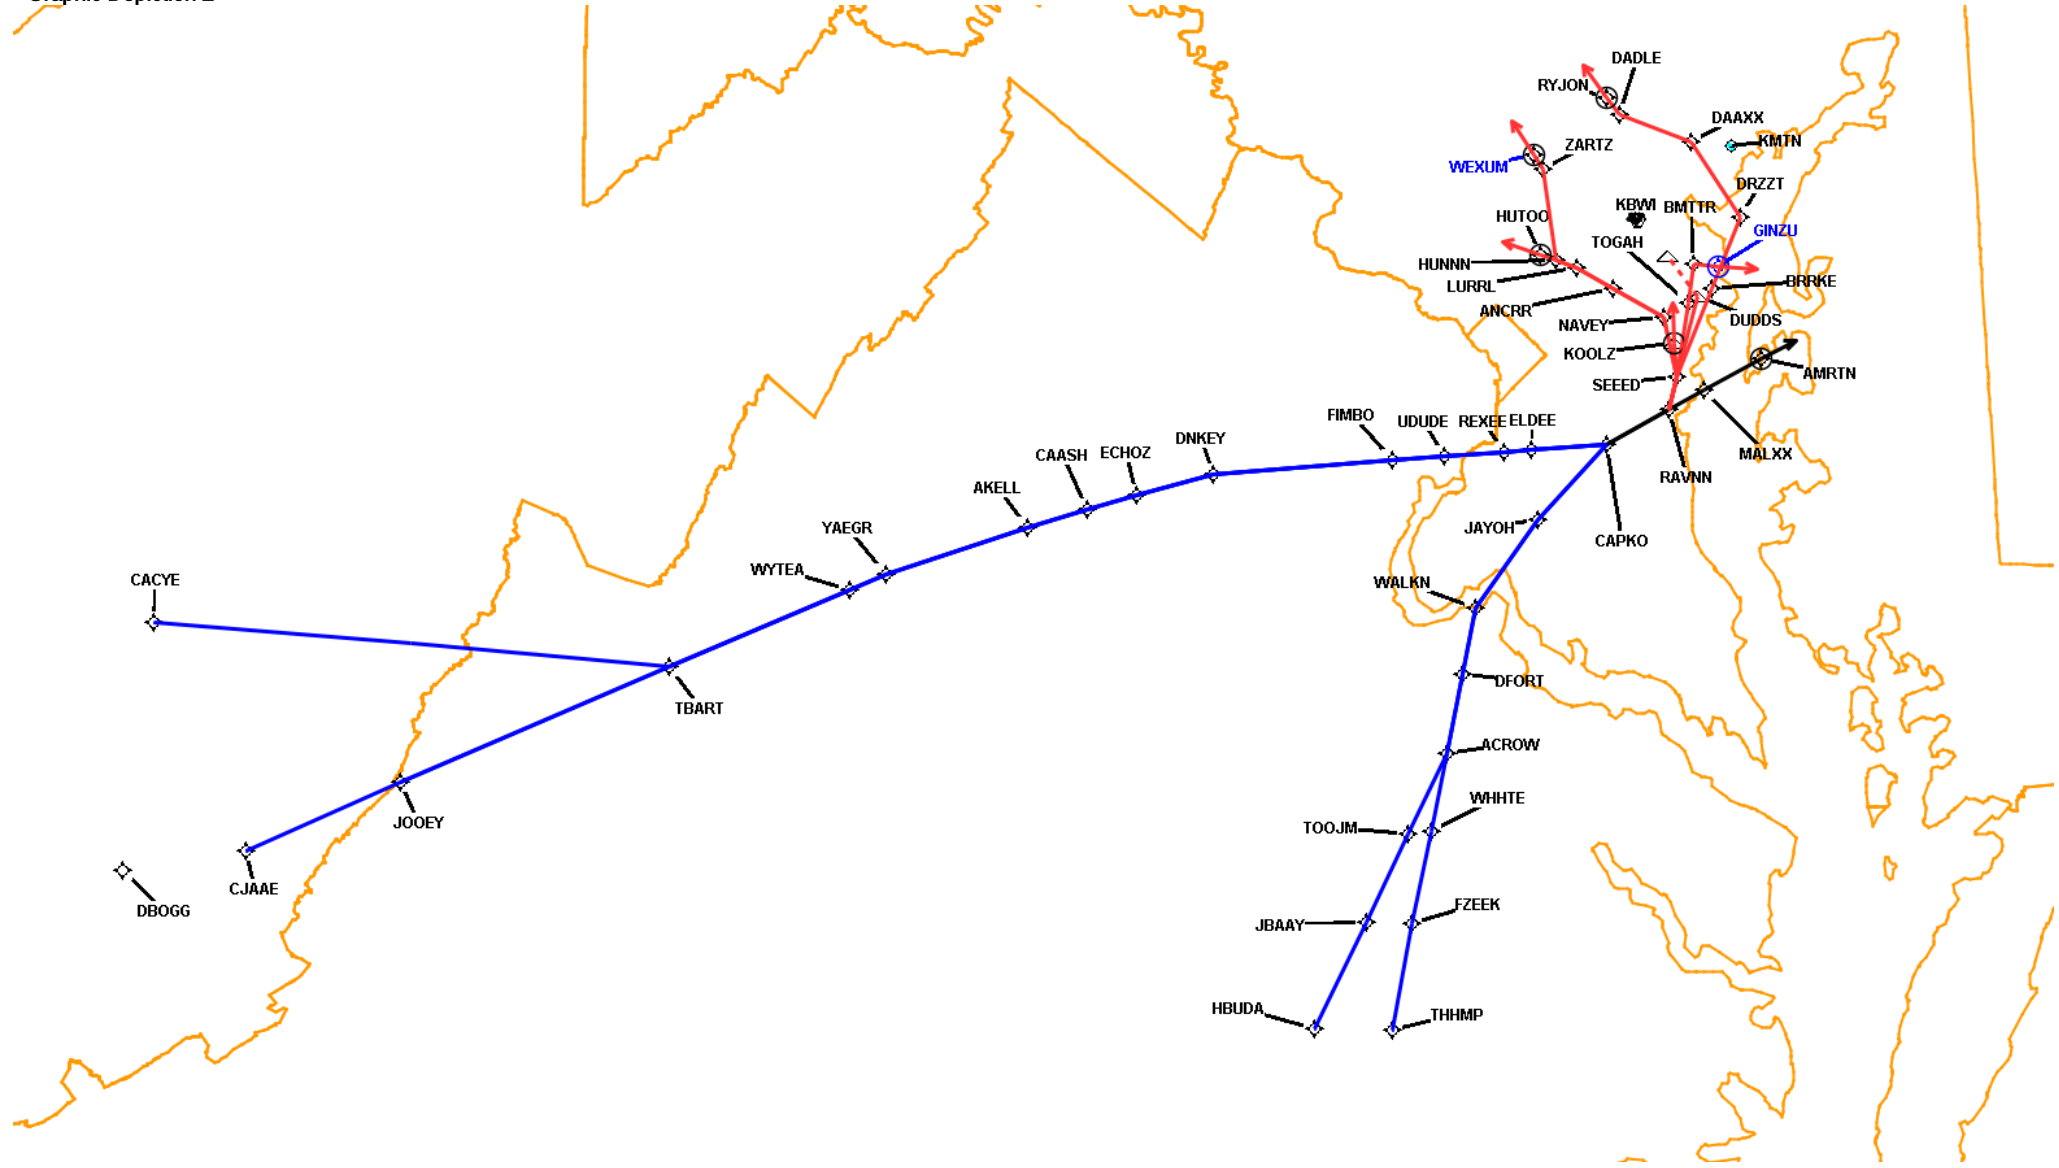 DADLE
RYJON
DAAXX
KMTN
ZARTZ
WEXUM
DRZZT
KBWI
BMTTR
HUTOO
GINZU
TOGAH
HUNNN
LURRL
BRRKE
ANCRR
DUDDS
NAVEY
KOOLZ
AMRTN
SEEED
FIMBO
UDUDE
REXEE
ELDEE
DNKEY
CAASH
ECHOZ
MALXX
RAVNN
AKELL
YAEGR
JAYOH
CAPKO
WYTEA
CACYE
WALKN
DFORT
TBART
ACROW
WHHTE
JOOEY
TOOJM
CJAAE
FZEEK
DBOGG
JBAAY
HBUDA
THHMP